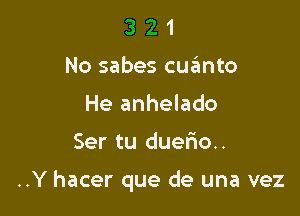 3 2 1
No sabes cuánto
He anhelado
Ser tu dueño..
..Y hacer que de una vez